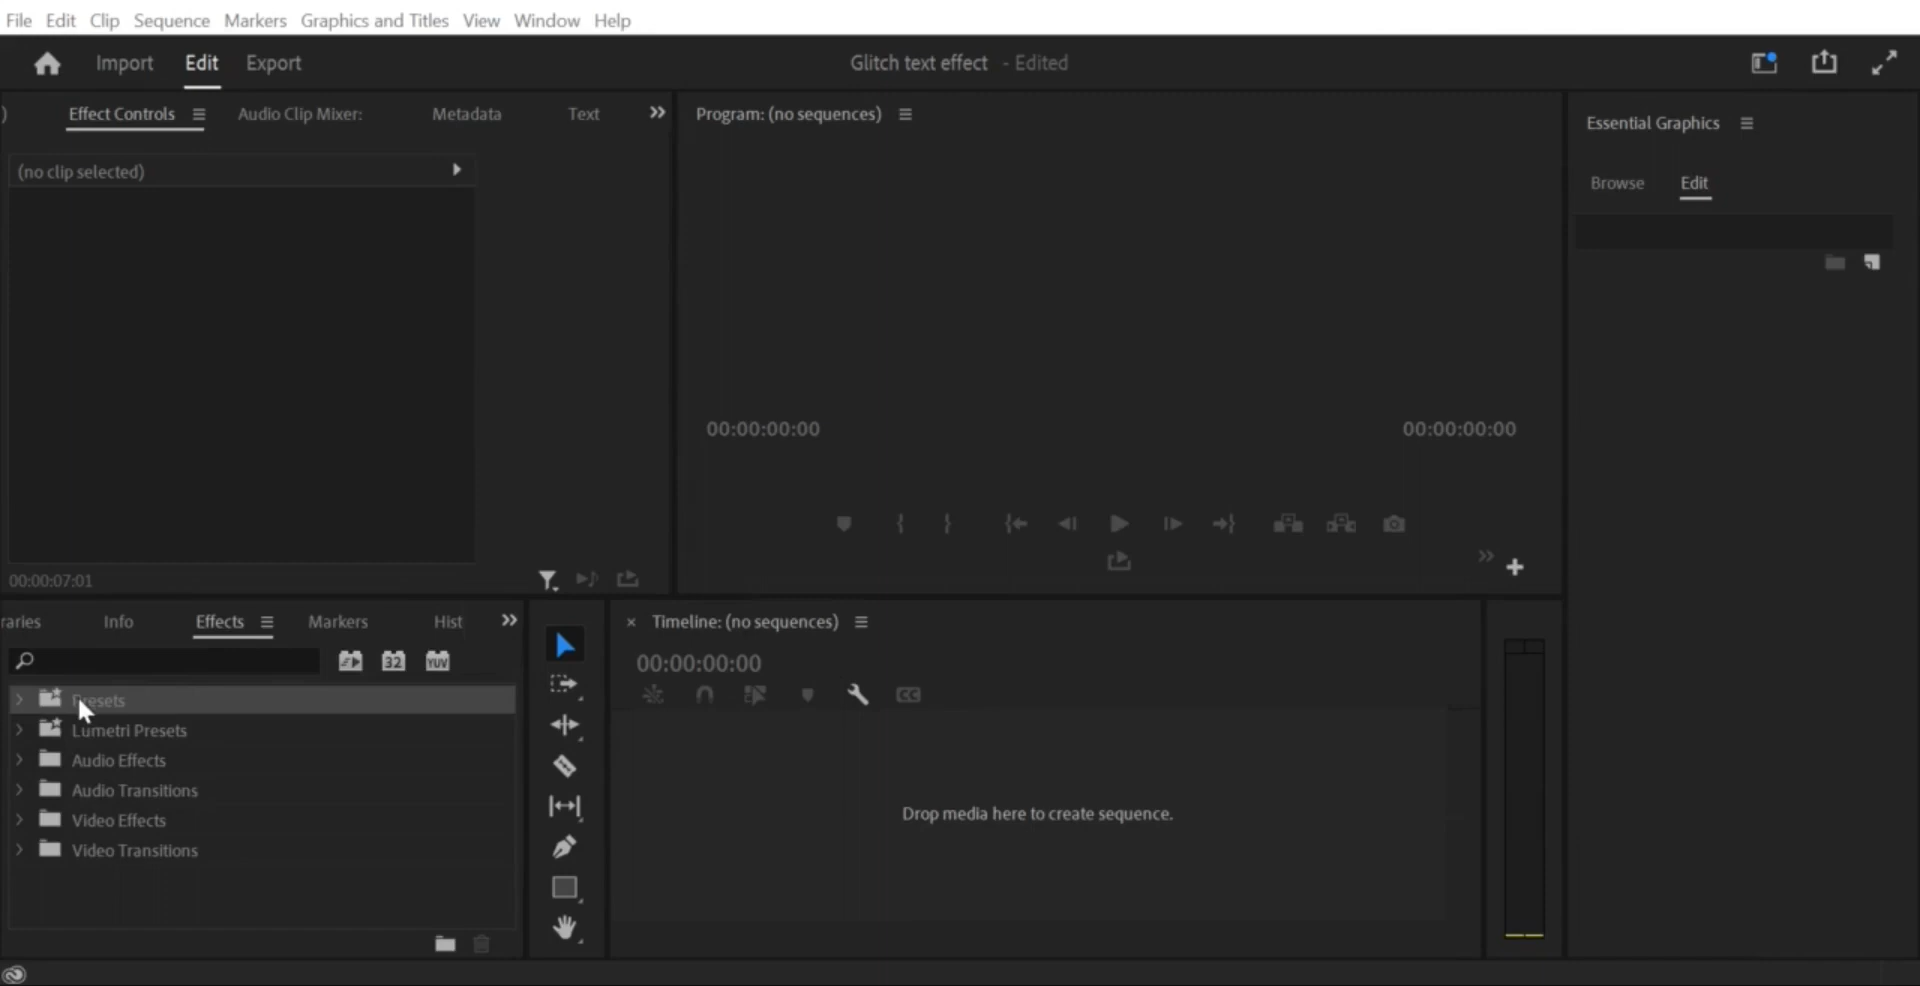 File Edit Clip Sequence Markers Graphics and Titles View Window Help
Import Edit Export
Glitch text effect - Edited
) Effect Controls Audio Clip Mixer: Metadata Text
Program: (no sequences)
Essential Graphics
Browse Edit
(no clip selected)
00:00:00:00
00:00:00:00
00:00:07:01
raries Info Effects Markers Hist
32 YUV
Presets
Lumetri Presets
Audio Effects
Audio Transitions
Video Effects
Video Transitions
× Timeline: (no sequences)
00:00:00:00
CC
Drop media here to create sequence.